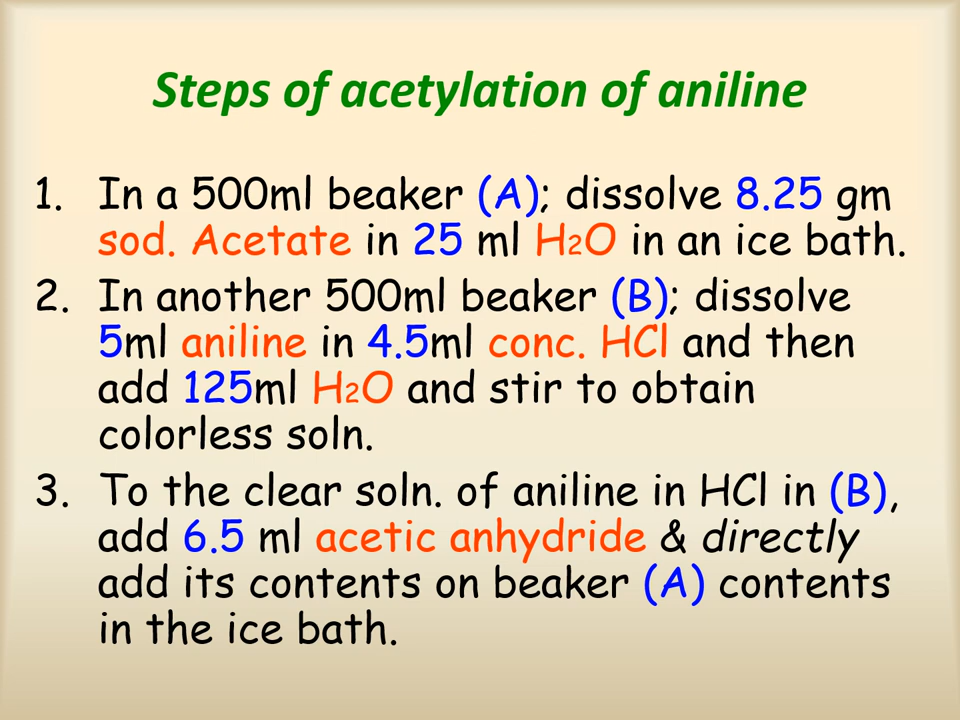 Steps of acetylation of aniline
1. In a 500ml beaker (A); dissolve 8.25 gm
sod. Acetate in 25 ml H₂O in an ice bath.
2. In another 500ml beaker (B); dissolve
5ml aniline in 4.5ml conc. HCl and then
add 125ml H₂O and stir to obtain
colorless soln.
3. To the clear soln. of aniline in HCl in (B),
add 6.5 ml acetic anhydride & directly
add its contents on beaker (A) contents
in the ice bath.